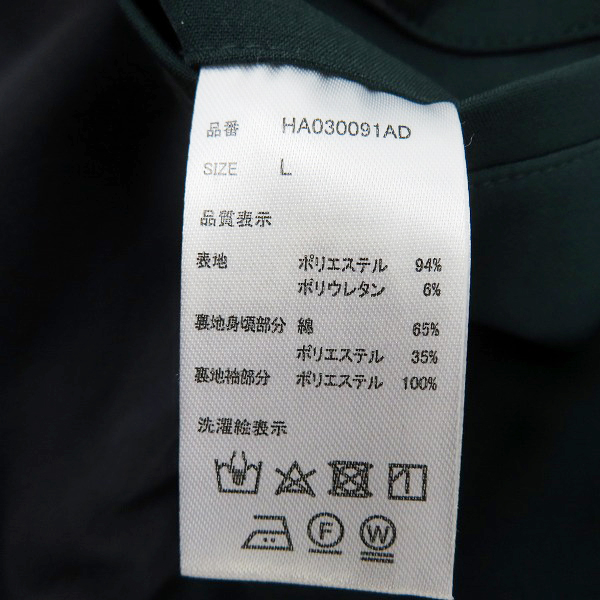 品番 HA030091AD
SIZE L
品質表示
表地 ポリエステル 94%
ポリウレタン 6%
裏地身頃部分 綿 65%
ポリエステル 35%
裏地袖部分 ポリエステル 100%
洗濯絵表示
F W